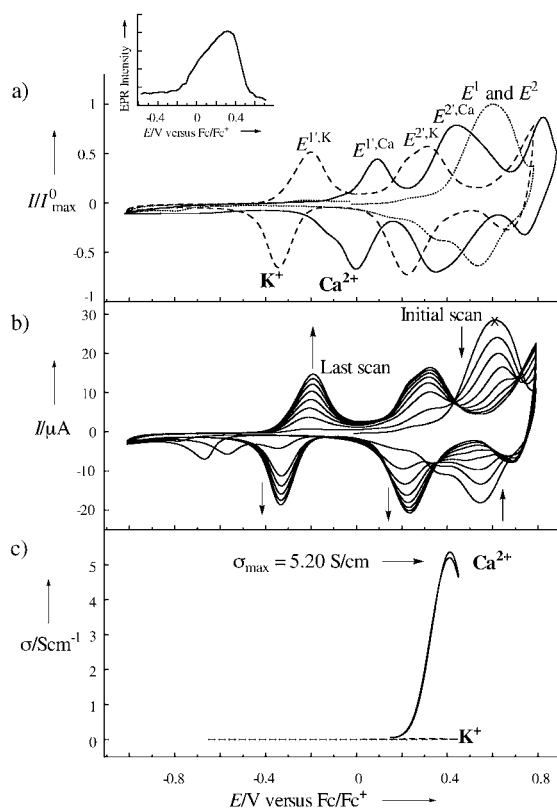 EPR Intensity
0
0.4
E/V versus Fc/Fc⁺
a)
E¹ and E²
E²′,Ca
E¹′,K
E¹′,Ca
E²′,K
1
0.5
0
-0.5
-1
I/I⁰max
K⁺
Ca²⁺
b)
Initial scan
x
Last scan
30
20
10
0
-10
-20
I/μA
c)
σmax = 5.20 S/cm
Ca²⁺
5
4
3
2
1
0
σ/Scm⁻¹
K⁺
-0.8
-0.4
0
0.4
0.8
E/V versus Fc/Fc⁺